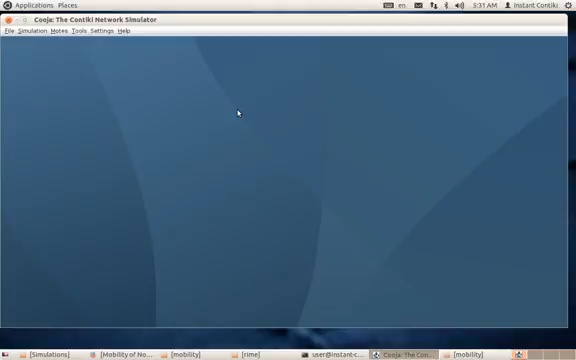 Applications Places en 5:31 AM Instant Contiki
Cooja: The Contiki Network Simulator
File Simulation Motes Tools Settings Help
[Simulations] [Mobility of No... [mobility] [rime] user@instant-c... Cooja: The Con... [mobility]